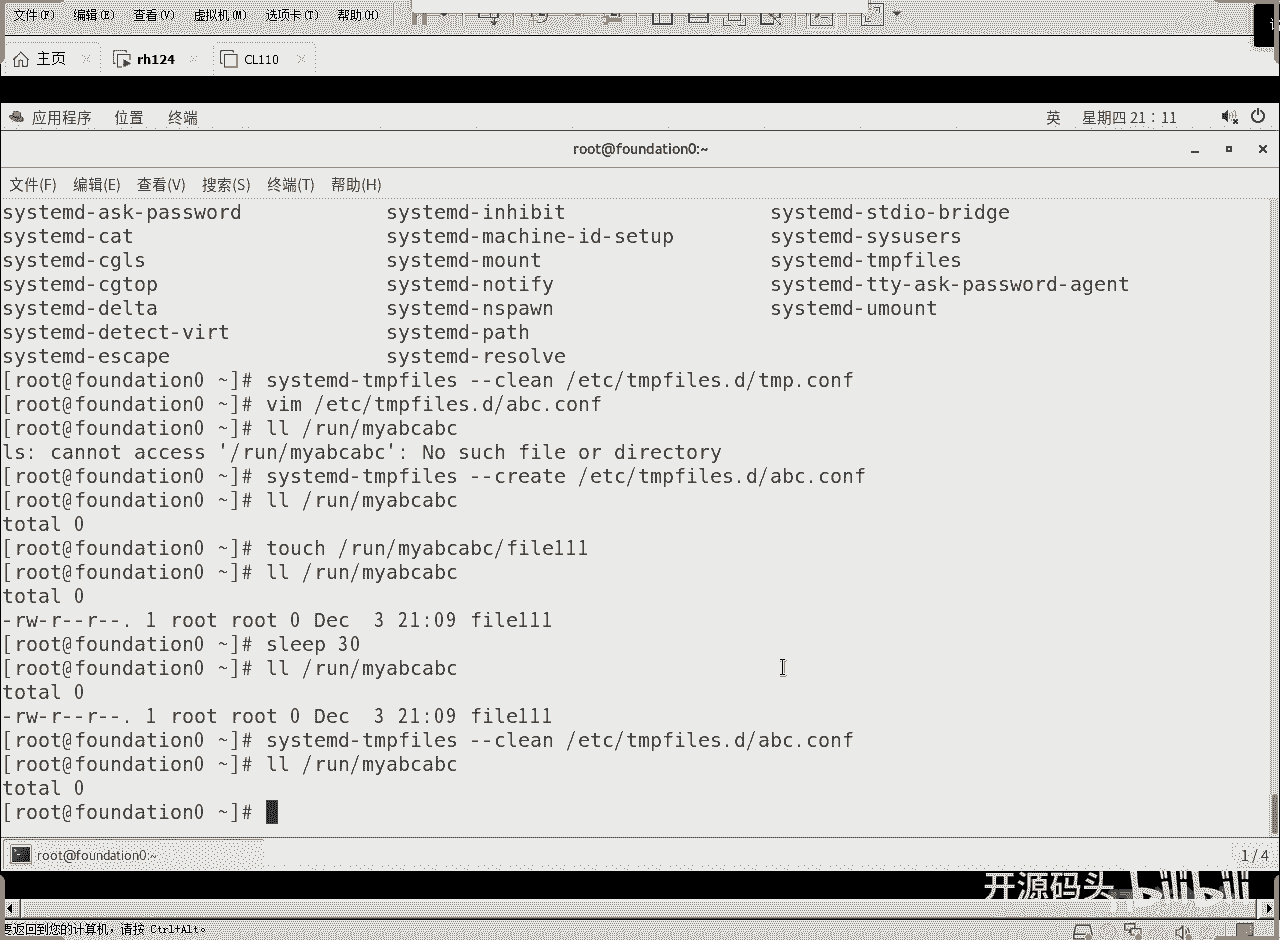 文件(F) 编辑(E) 查看(V) 虚拟机(M) 选项卡(T) 帮助(H)
主页 × rh124 × CL110 ×
应用程序 位置 终端 英 星期四 21：11
root@foundation0:~
文件(F) 编辑(E) 查看(V) 搜索(S) 终端(T) 帮助(H)
systemd-ask-password systemd-inhibit systemd-stdio-bridge
systemd-cat systemd-machine-id-setup systemd-sysusers
systemd-cgls systemd-mount systemd-tmpfiles
systemd-cgtop systemd-notify systemd-tty-ask-password-agent
systemd-delta systemd-nspawn systemd-umount
systemd-detect-virt systemd-path
systemd-escape systemd-resolve
[root@foundation0 ~]# systemd-tmpfiles --clean /etc/tmpfiles.d/tmp.conf
[root@foundation0 ~]# vim /etc/tmpfiles.d/abc.conf
[root@foundation0 ~]# ll /run/myabcabc
ls: cannot access '/run/myabcabc': No such file or directory
[root@foundation0 ~]# systemd-tmpfiles --create /etc/tmpfiles.d/abc.conf
[root@foundation0 ~]# ll /run/myabcabc
total 0
[root@foundation0 ~]# touch /run/myabcabc/file111
[root@foundation0 ~]# ll /run/myabcabc
total 0
-rw-r--r--. 1 root root 0 Dec  3 21:09 file111
[root@foundation0 ~]# sleep 30
[root@foundation0 ~]# ll /run/myabcabc
total 0
-rw-r--r--. 1 root root 0 Dec  3 21:09 file111
[root@foundation0 ~]# systemd-tmpfiles --clean /etc/tmpfiles.d/abc.conf
[root@foundation0 ~]# ll /run/myabcabc
total 0
[root@foundation0 ~]#
root@foundation0:~ 1 / 4
开源码头 bilibili
要返回到您的计算机，请按 Ctrl+Alt。